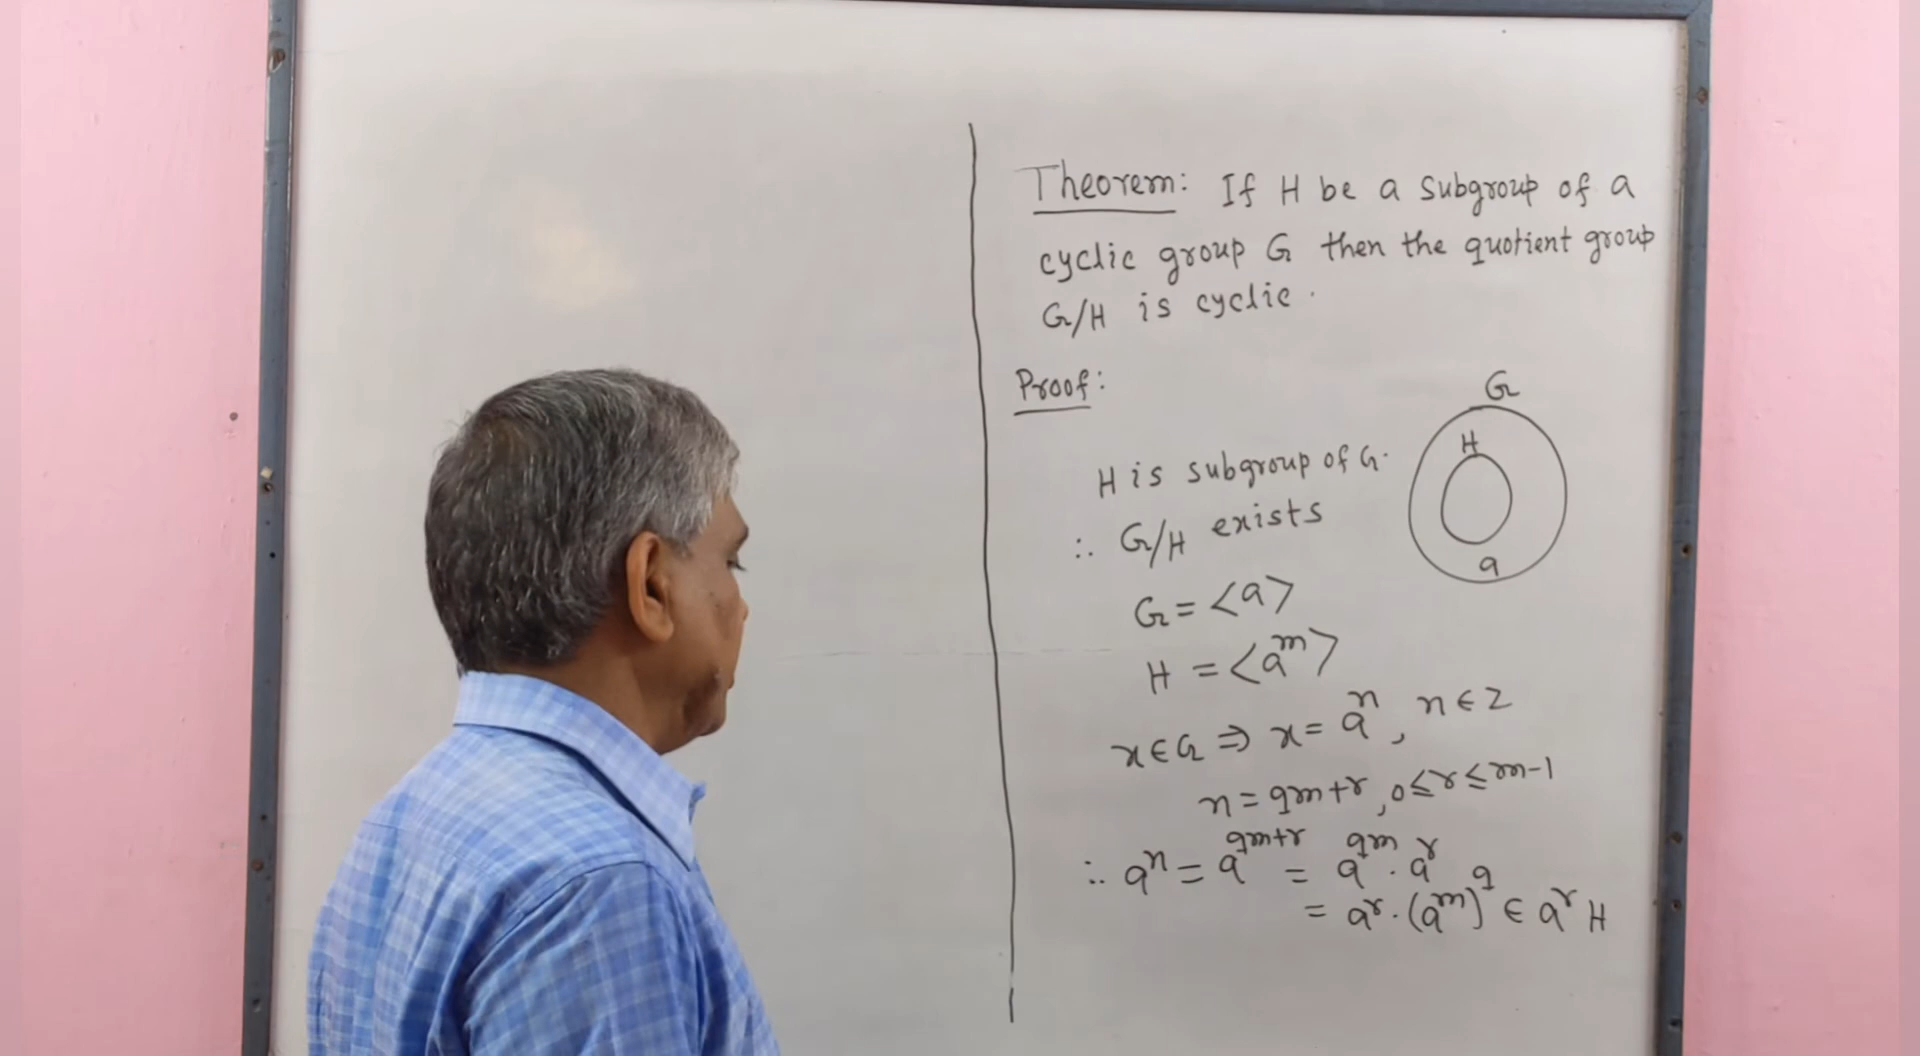 Theorem: If H be a subgroup of a
cyclic group G then the quotient group
G/H is cyclic.
Proof:
G
H
a
H is subgroup of G.
∴ G/H exists
G = <a>
H = <a^m>
x ∈ G ⇒ x = a^n, n ∈ Z
n = qm+r, 0 ≤ r ≤ m-1
∴ a^n = a^{qm+r} = a^{qm} · a^r
= a^r · (a^m)^q ∈ a^r H